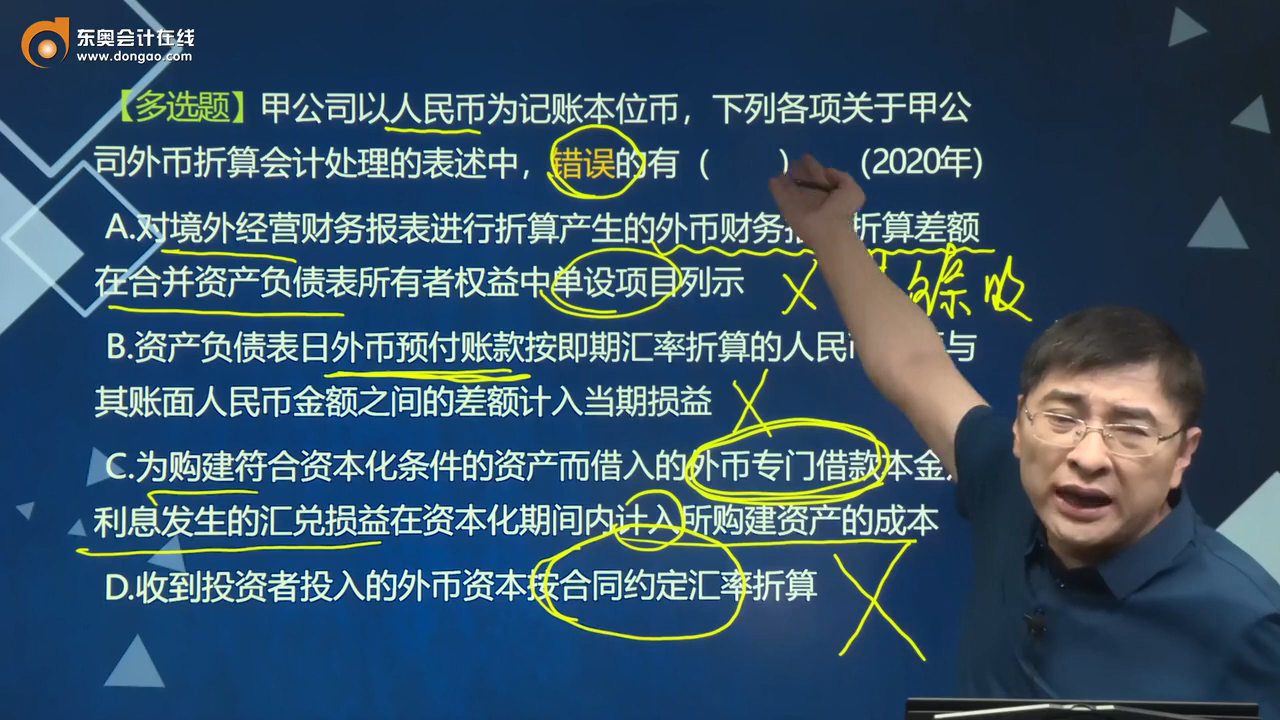 东奥会计在线
www.dongao.com
【多选题】甲公司以人民币为记账本位币，下列各项关于甲公
司外币折算会计处理的表述中，错误的有（ ） （2020年）
A.对境外经营财务报表进行折算产生的外币财务 折算差额
在合并资产负债表所有者权益中单设项目列示
B.资产负债表日外币预付账款按即期汇率折算的人民 与
其账面人民币金额之间的差额计入当期损益
C.为购建符合资本化条件的资产而借入的外币专门借款本金
利息发生的汇兑损益在资本化期间内计入所购建资产的成本
D.收到投资者投入的外币资本按合同约定汇率折算